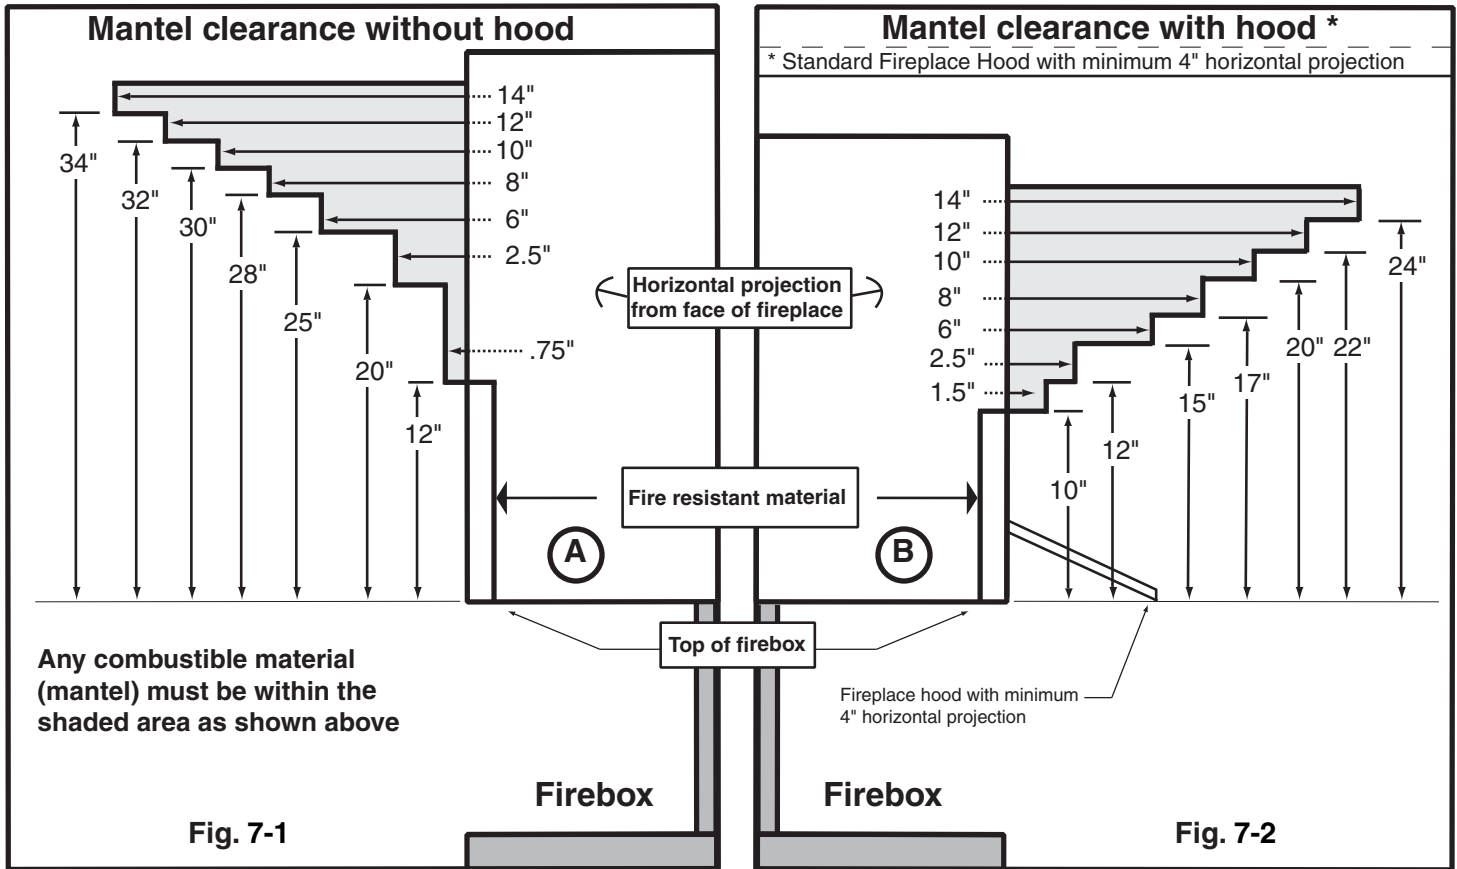 Mantel clearance without hood
14"
12"
10"
8"
6"
2.5"
.75"
34"
32"
30"
28"
25"
20"
12"
Any combustible material
(mantel) must be within the
shaded area as shown above
Firebox
Fig. 7-1
Horizontal projection
from face of fireplace
Fire resistant material
A
B
Top of firebox
Mantel clearance with hood *
* Standard Fireplace Hood with minimum 4" horizontal projection
14"
12"
10"
8"
6"
2.5"
1.5"
10"
12"
15"
17"
20"
22"
24"
Fireplace hood with minimum
4" horizontal projection
Firebox
Fig. 7-2